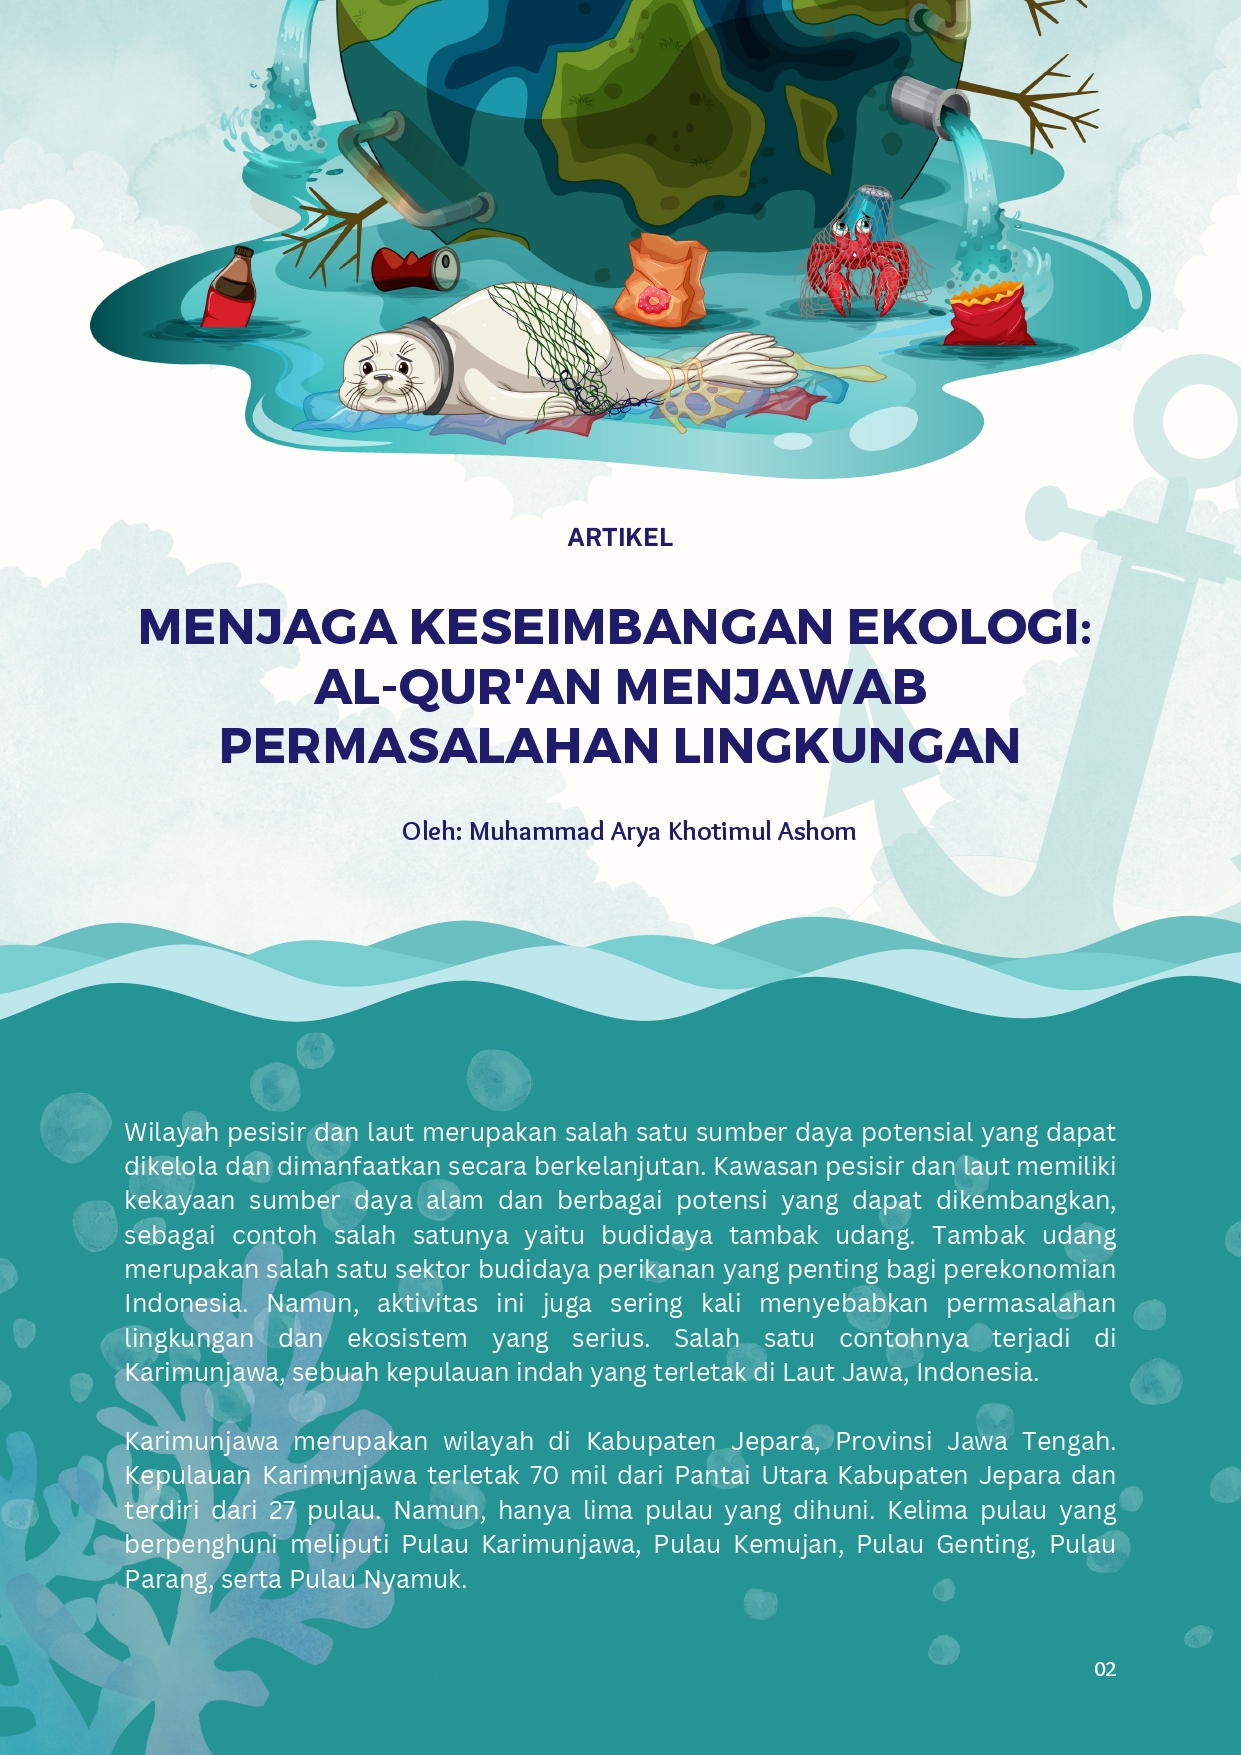 ARTIKEL
MENJAGA KESEIMBANGAN EKOLOGI:
AL-QUR'AN MENJAWAB
PERMASALAHAN LINGKUNGAN
Oleh: Muhammad Arya Khotimul Ashom
Wilayah pesisir dan laut merupakan salah satu sumber daya potensial yang dapat
dikelola dan dimanfaatkan secara berkelanjutan. Kawasan pesisir dan laut memiliki
kekayaan sumber daya alam dan berbagai potensi yang dapat dikembangkan,
sebagai contoh salah satunya yaitu budidaya tambak udang. Tambak udang
merupakan salah satu sektor budidaya perikanan yang penting bagi perekonomian
Indonesia. Namun, aktivitas ini juga sering kali menyebabkan permasalahan
lingkungan dan ekosistem yang serius. Salah satu contohnya terjadi di
Karimunjawa, sebuah kepulauan indah yang terletak di Laut Jawa, Indonesia.
Karimunjawa merupakan wilayah di Kabupaten Jepara, Provinsi Jawa Tengah.
Kepulauan Karimunjawa terletak 70 mil dari Pantai Utara Kabupaten Jepara dan
terdiri dari 27 pulau. Namun, hanya lima pulau yang dihuni. Kelima pulau yang
berpenghuni meliputi Pulau Karimunjawa, Pulau Kemujan, Pulau Genting, Pulau
Parang, serta Pulau Nyamuk.
02